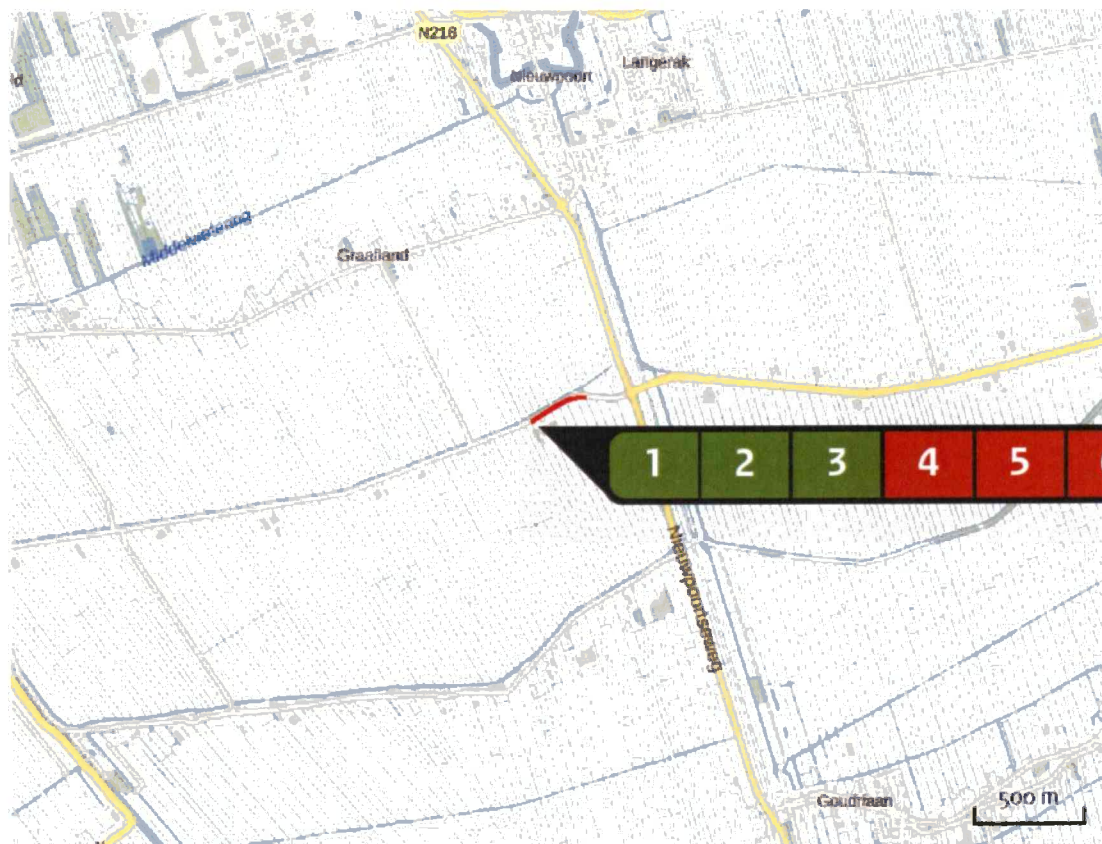 N216
Langerak
Nieuwpoort
d
Middelwetering
Graafland
1 2 3 4 5
Nieuwpoortseweg
Goudriaan
500 m